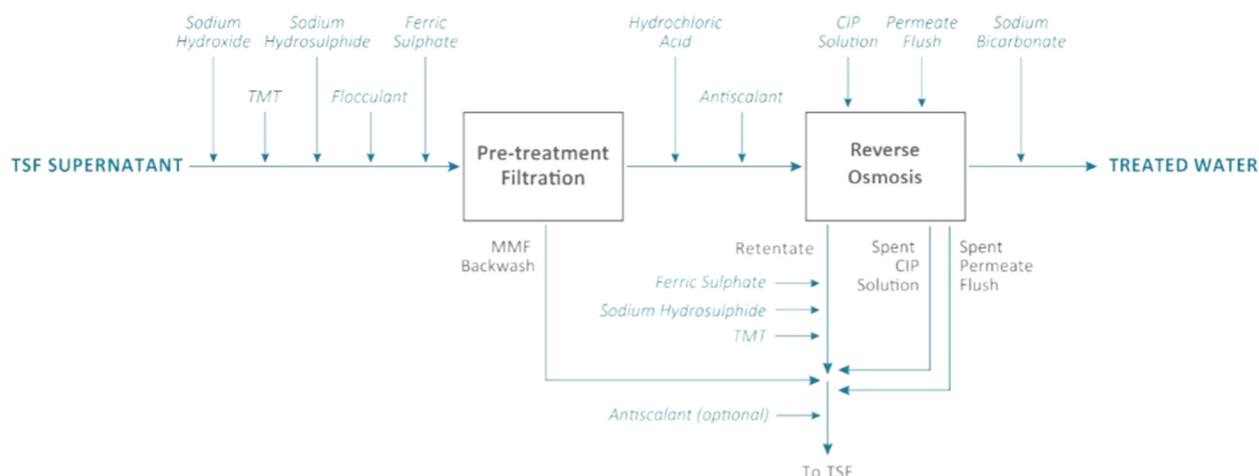 Sodium
Hydroxide
Sodium
Hydrosulphide
Ferric
Sulphate
Hydrochloric
Acid
CIP
Solution
Permeate
Flush
Sodium
Bicarbonate
TMT
Flocculant
Antiscalant
TSF SUPERNATANT
Pre-treatment
Filtration
Reverse
Osmosis
TREATED WATER
MMF
Backwash
Retentate
Spent
CIP
Solution
Spent
Permeate
Flush
Ferric Sulphate
Sodium Hydrosulphide
TMT
Antiscalant (optional)
To TSF